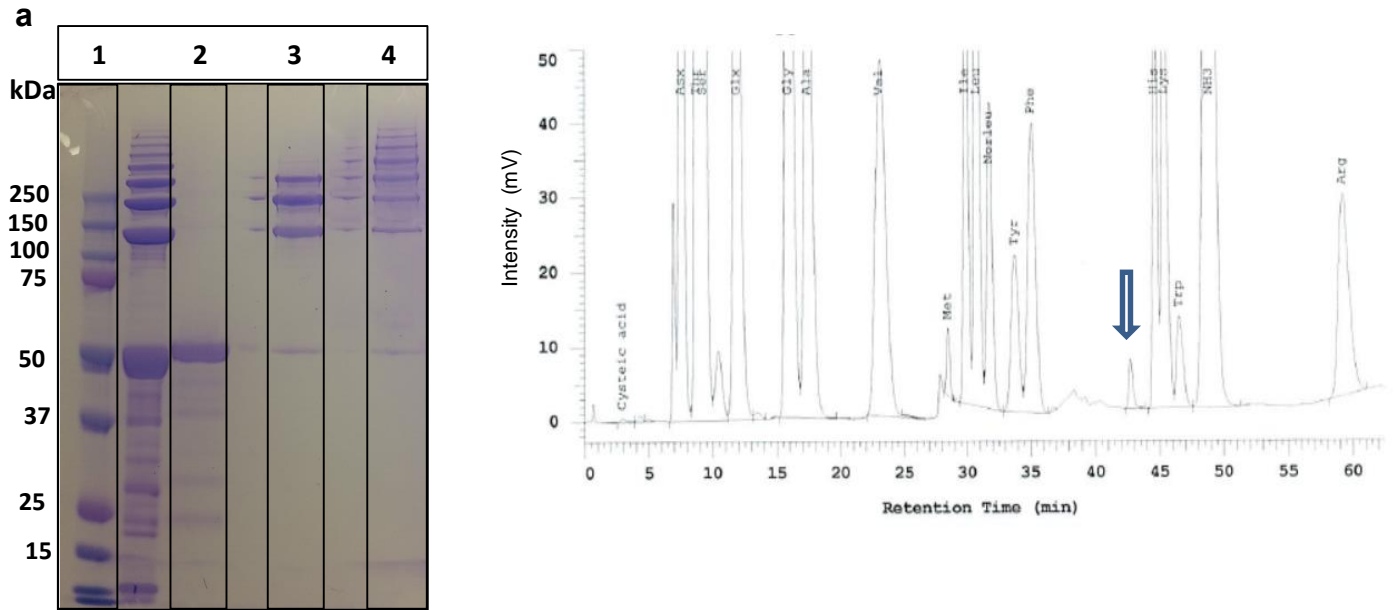 a
1 2 3 4
kDa
250
150
100
75
50
37
25
15
Intensity (mV)
50
40
30
20
10
0
Cysteic acid
Asx
Ser
Glx
Gly
Ala
Val
Met
Ile
Leu
Norleu
Tyr
Phe
His
Lys
Trp
NH3
Arg
0 5 10 15 20 25 30 35 40 45 50 55 60
Retention Time (min)